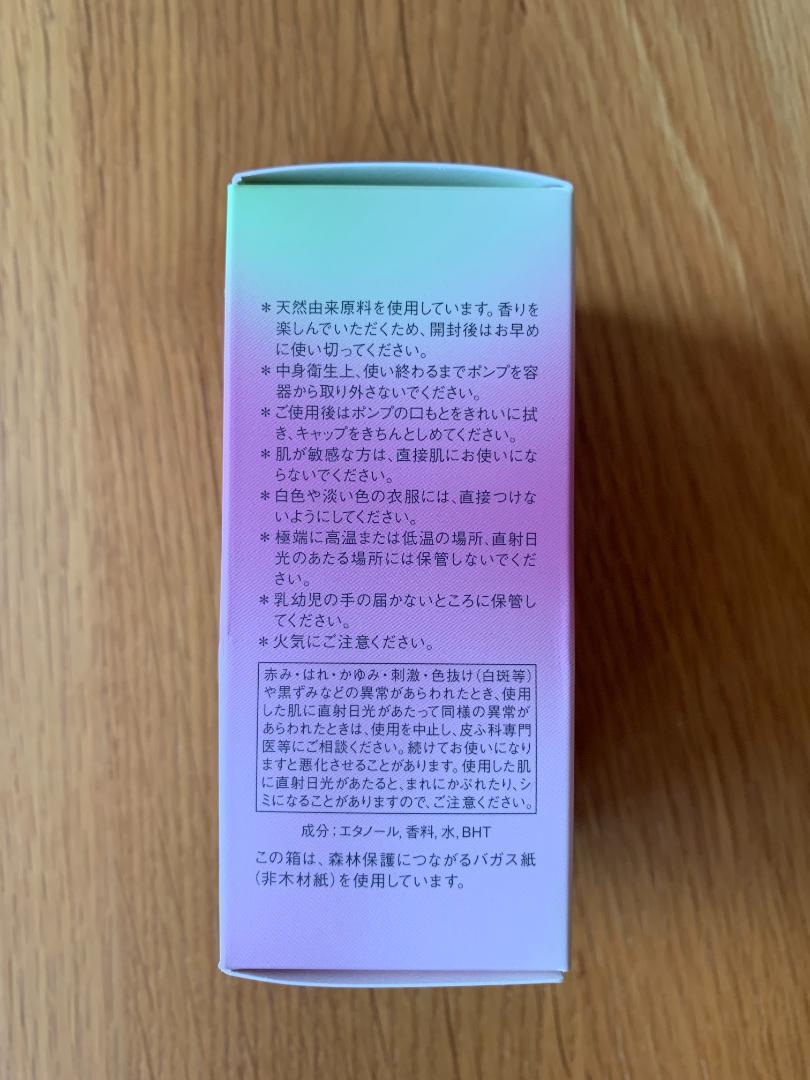 ＊天然由来原料を使用しています。香りを
楽しんでいただくため、開封後はお早め
に使い切ってください。
＊中身衛生上、使い終わるまでポンプを容
器から取り外さないでください。
＊ご使用後はポンプの口もとをきれいに拭
き、キャップをきちんとしめてください。
＊肌が敏感な方は、直接肌にお使いにな
らないでください。
＊白色や淡い色の衣服には、直接つけな
いようにしてください。
＊極端に高温または低温の場所、直射日
光のあたる場所には保管しないでくだ
さい。
＊乳幼児の手の届かないところに保管し
てください。
＊火気にご注意ください。
赤み・はれ・かゆみ・刺激・色抜け(白斑等)
や黒ずみなどの異常があらわれたとき、使用
した肌に直射日光があたって同様の異常が
あらわれたときは、使用を中止し、皮ふ科専門
医等にご相談ください。続けてお使いになり
ますと悪化させることがあります。使用した肌
に直射日光があたると、まれにかぶれたり、シ
ミになることがありますので、ご注意ください。
成分；エタノール, 香料, 水, BHT
この箱は、森林保護につながるバガス紙
(非木材紙)を使用しています。